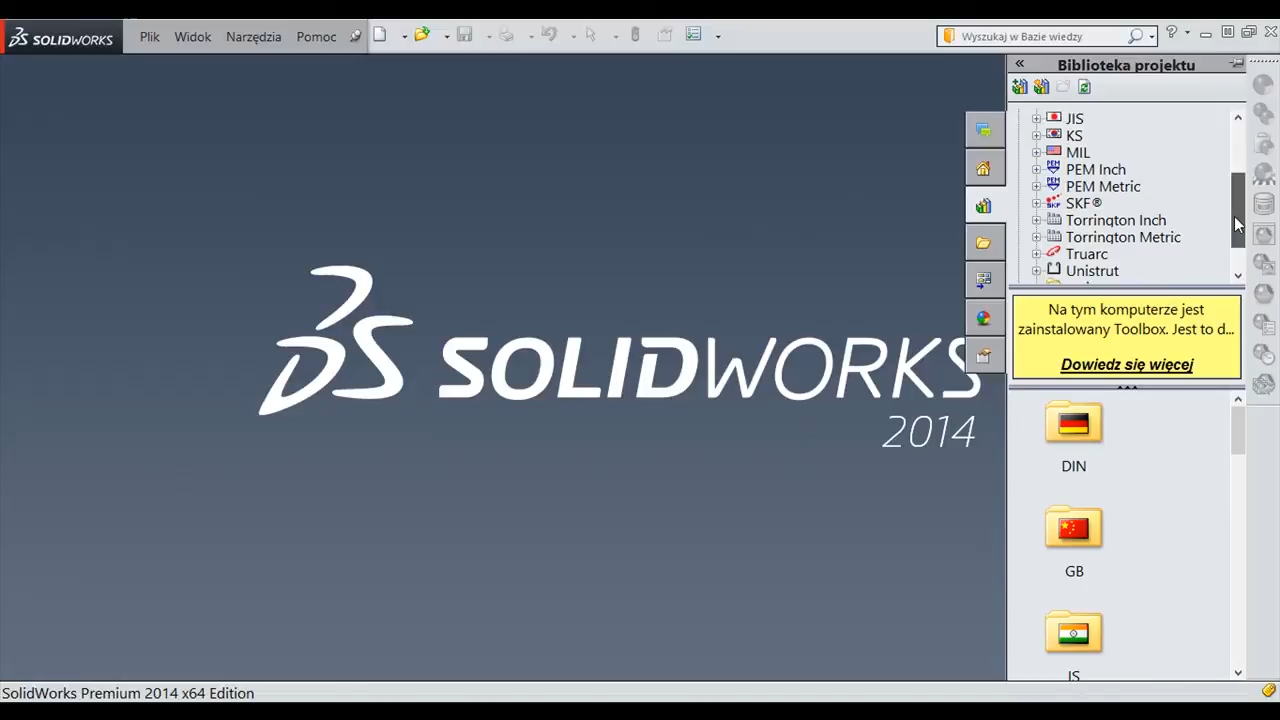 SOLIDWORKS
Plik Widok Narzędzia Pomoc
Wyszukaj w Bazie wiedzy
?
Biblioteka projektu
JIS
KS
MIL
PEM Inch
PEM Metric
SKF®
Torrington Inch
Torrington Metric
Truarc
Unistrut
Na tym komputerze jest
zainstalowany Toolbox. Jest to d...
Dowiedz się więcej
DIN
GB
IS
SOLIDWORKS
2014
SolidWorks Premium 2014 x64 Edition